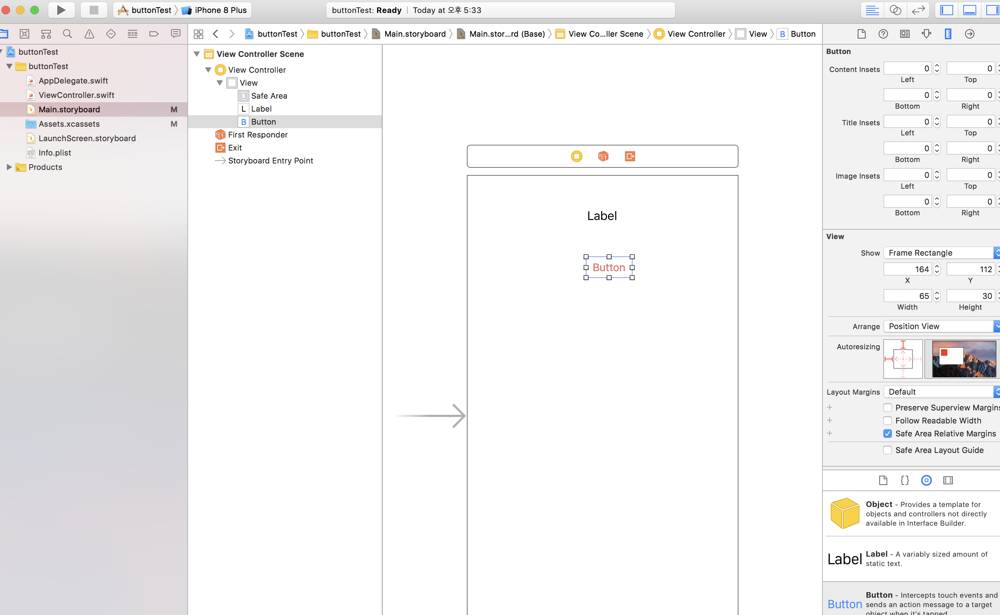 buttonTest iPhone 8 Plus
buttonTest: Ready Today at 오후 5:33
buttonTest buttonTest Main.storyboard Main.stor...rd (Base) View Co...ller Scene View Controller View B Button
buttonTest
buttonTest
AppDelegate.swift
ViewController.swift
Main.storyboard M
Assets.xcassets M
LaunchScreen.storyboard
Info.plist
Products
View Controller Scene
View Controller
View
Safe Area
L Label
B Button
First Responder
Exit
Storyboard Entry Point
Label
Button
Button
Content Insets 0 0
Left Top
0 0
Bottom Right
Title Insets 0 0
Left Top
0 0
Bottom Right
Image Insets 0 0
Left Top
0 0
Bottom Right
View
Show Frame Rectangle
164 112
X Y
65 30
Width Height
Arrange Position View
Autoresizing
Layout Margins Default
Preserve Superview Margins
Follow Readable Width
Safe Area Relative Margins
Safe Area Layout Guide
Object - Provides a template for
objects and controllers not directly
available in Interface Builder.
Label
Label - A variably sized amount of
static text.
Button
Button - Intercepts touch events and
sends an action message to a target
object when it's tapped.